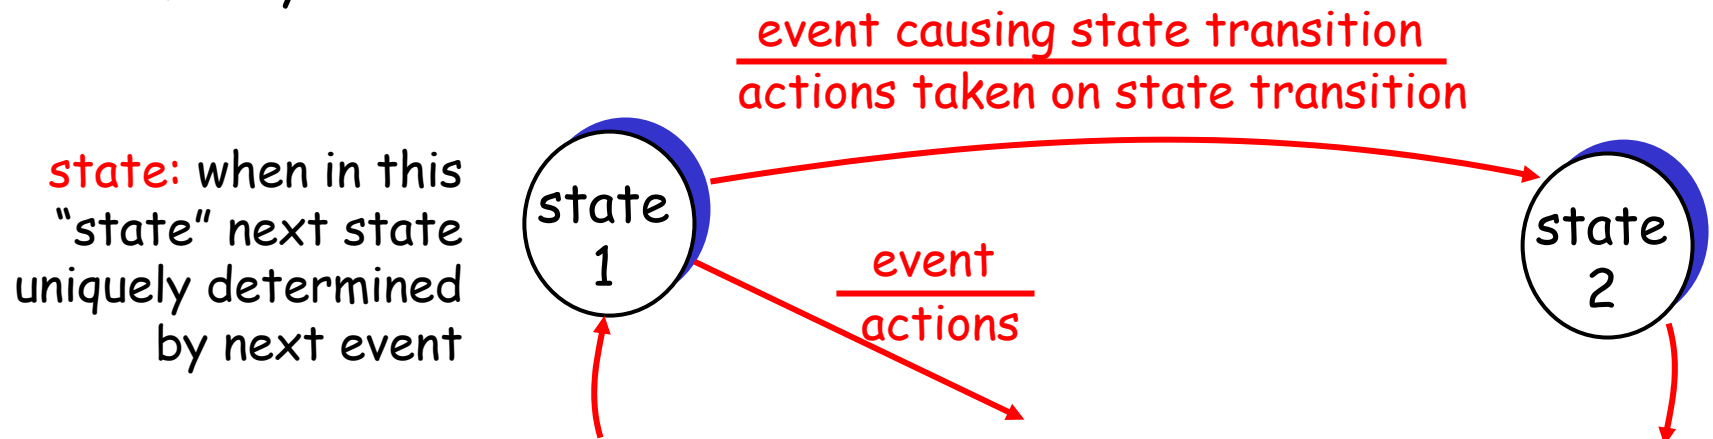 event causing state transition
actions taken on state transition
state: when in this
“state” next state
uniquely determined
by next event
state
1
event
actions
state
2